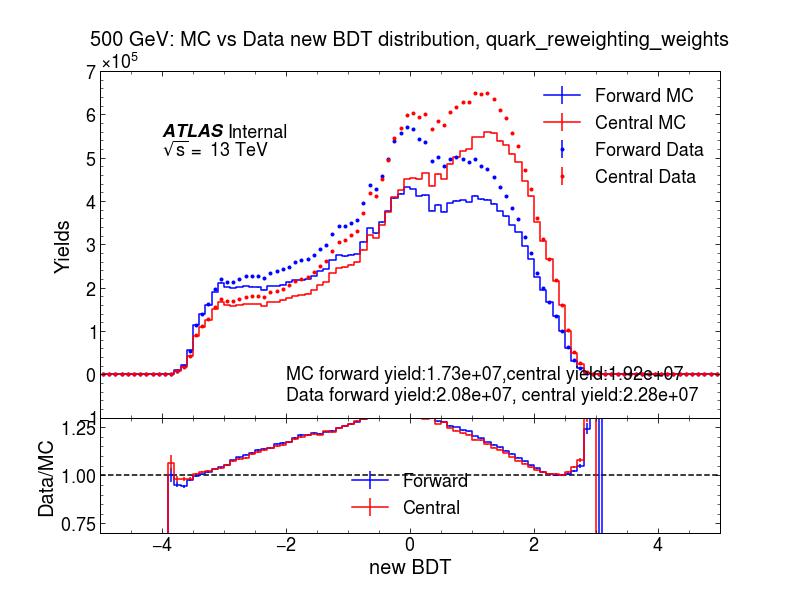 500 GeV: MC vs Data new BDT distribution, quark_reweighting_weights
×10⁵
7
6
5
4
3
2
1
0
−1
Yields
ATLAS Internal
√s = 13 TeV
Forward MC
Central MC
Forward Data
Central Data
MC forward yield:1.73e+07,central yield:1.92e+07
Data forward yield:2.08e+07, central yield:2.28e+07
1.25
1.00
0.75
Data/MC
Forward
Central
−4 −2 0 2 4
new BDT